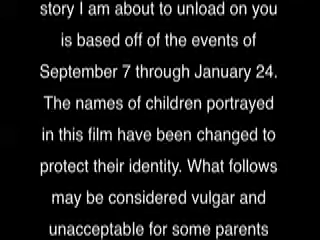 story I am about to unload on you
is based off of the events of
September 7 through January 24.
The names of children portrayed
in this film have been changed to
protect their identity. What follows
may be considered vulgar and
unacceptable for some parents